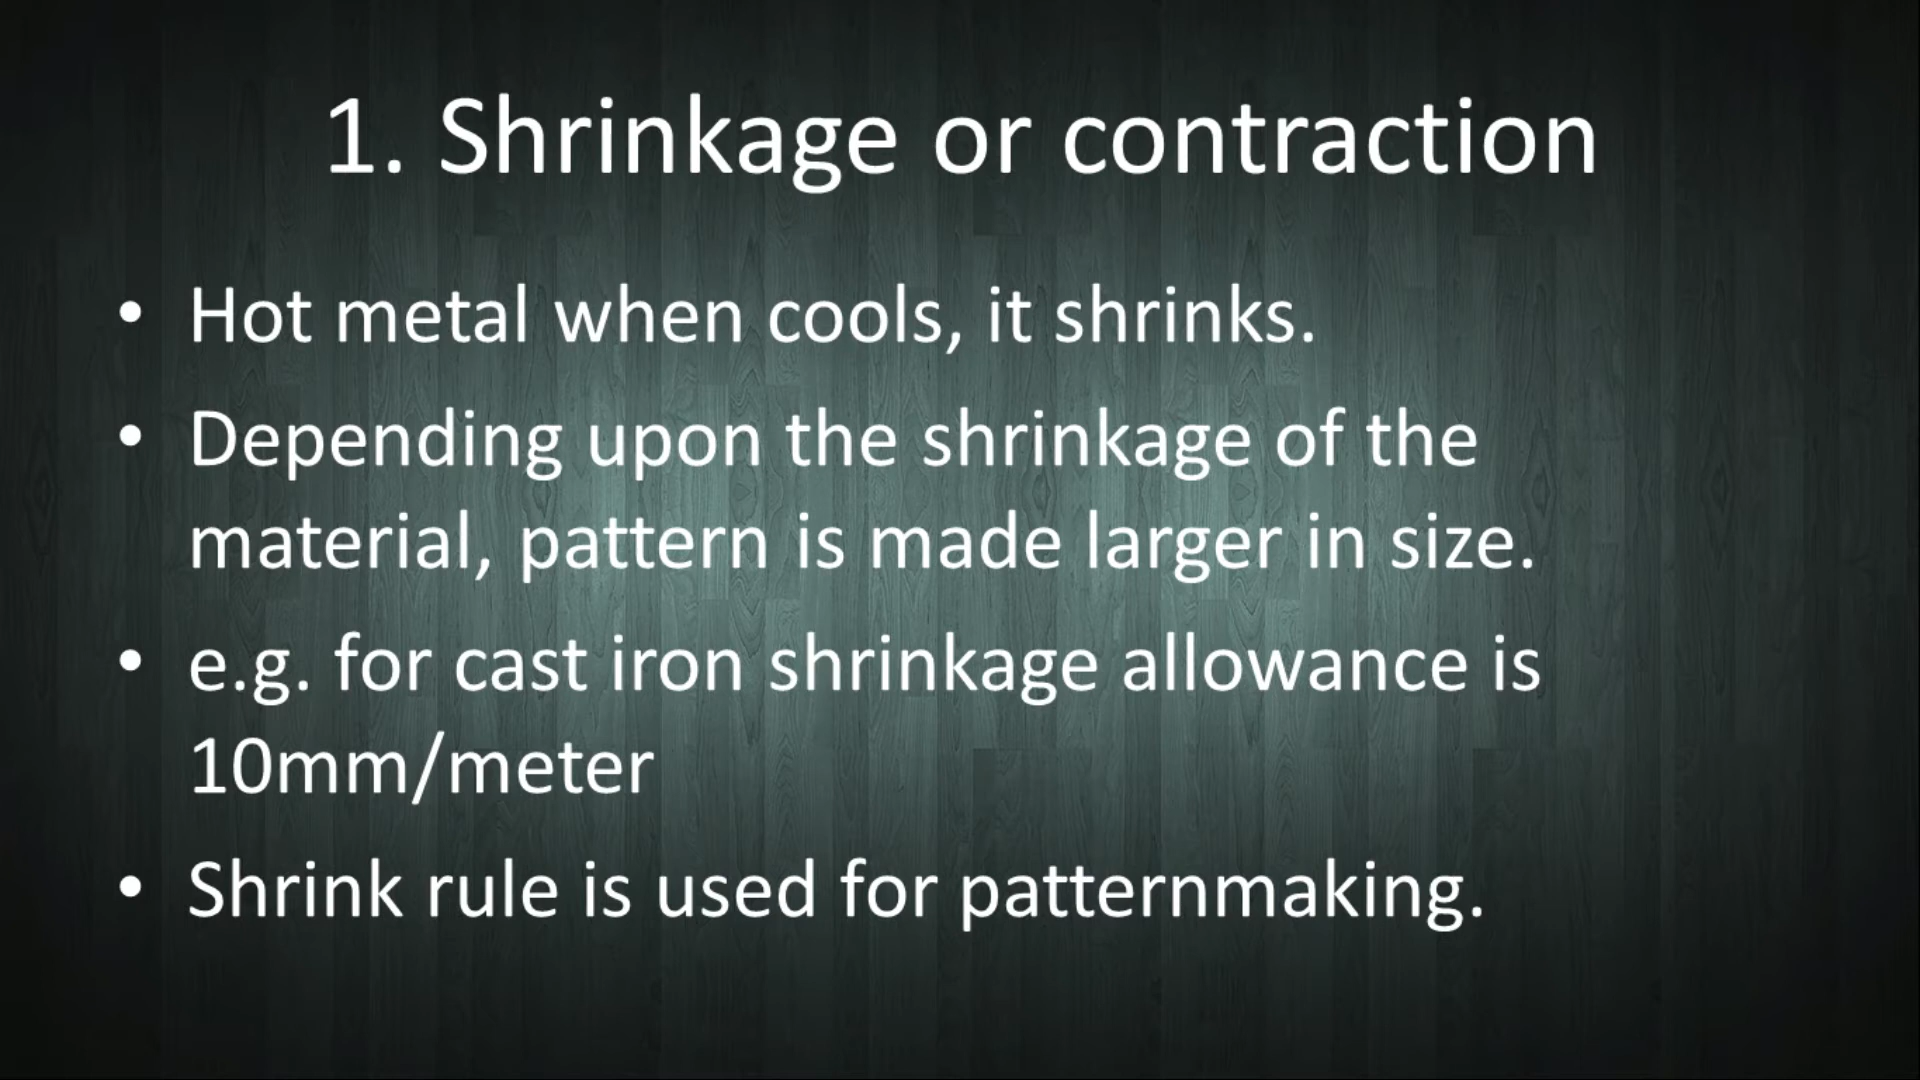 1. Shrinkage or contraction
• Hot metal when cools, it shrinks.
• Depending upon the shrinkage of the
material, pattern is made larger in size.
• e.g. for cast iron shrinkage allowance is
10mm/meter
• Shrink rule is used for patternmaking.